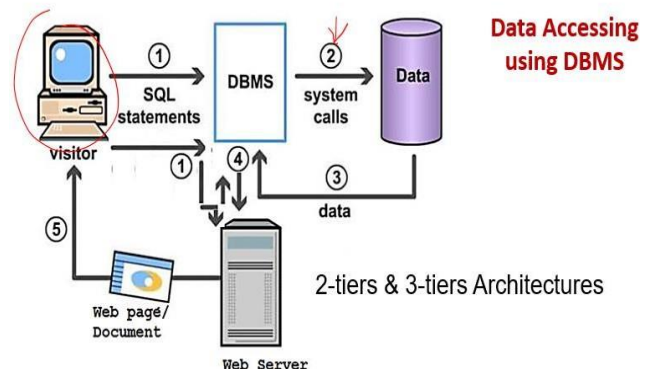 Data Accessing
using DBMS
①
SQL
statements
DBMS
②
system
calls
Data
visitor
①
④
③
data
⑤
Web page/
Document
2-tiers & 3-tiers Architectures
Web Server